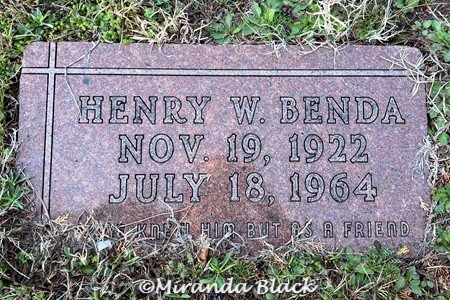 HENRY W. BENDA
NOV. 19, 1922
JULY 18, 1964
KNEW HIM BUT AS A FRIEND
©Miranda Black